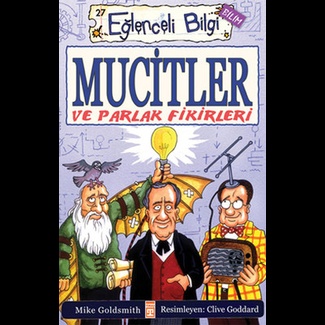 27
Eğlenceli Bilgi
BİLİM
MUCİTLER
VE PARLAK FİKİRLERİ
Mike Goldsmith
Resimleyen: Clive Goddard